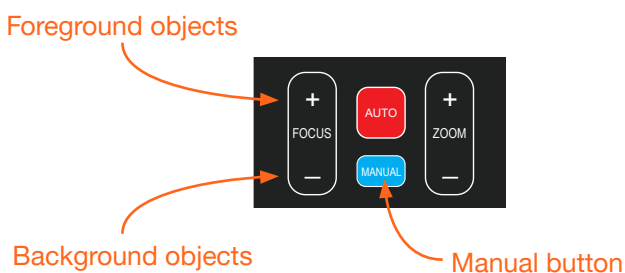 Foreground objects
+
+
AUTO
FOCUS
ZOOM
MANUAL
–
–
Background objects
Manual button